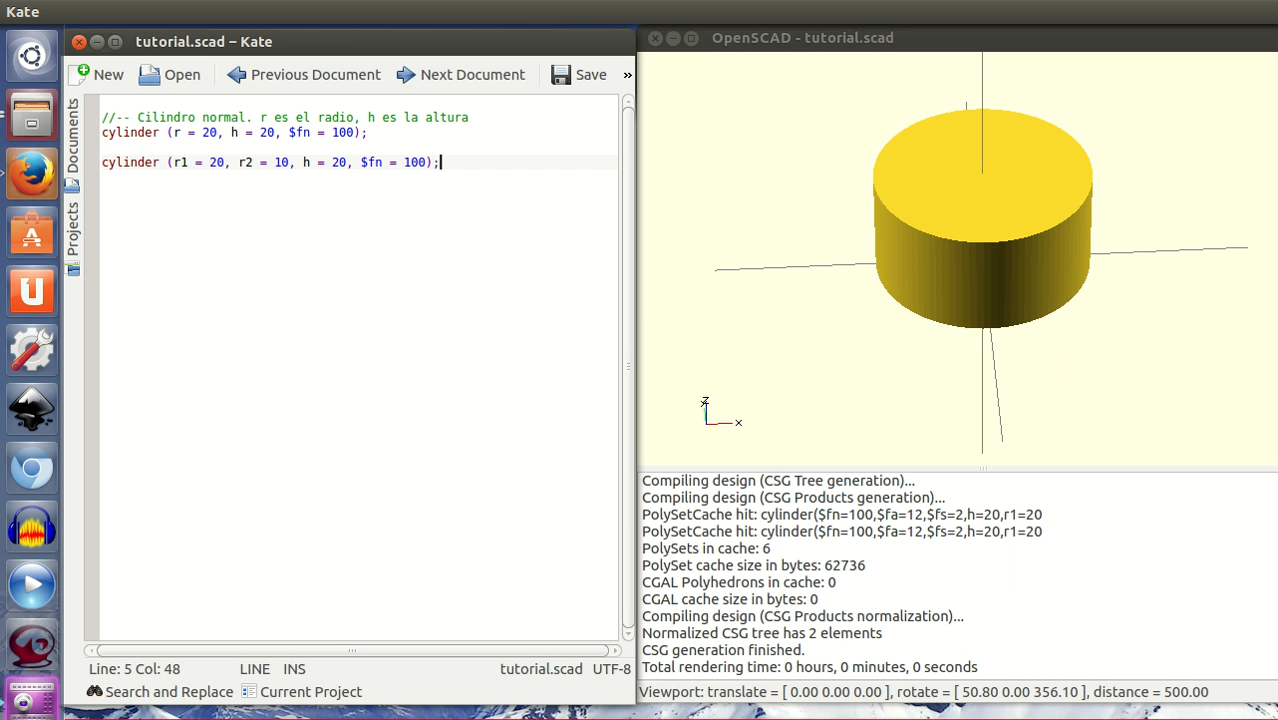 Kate
tutorial.scad – Kate
New Open Previous Document Next Document Save »
Documents
Projects
//-- Cilindro normal. r es el radio, h es la altura
cylinder (r = 20, h = 20, $fn = 100);
cylinder (r1 = 20, r2 = 10, h = 20, $fn = 100);
Line: 5 Col: 48 LINE INS tutorial.scad UTF-8
Search and Replace Current Project
OpenSCAD - tutorial.scad
Z
Y
X
Compiling design (CSG Tree generation)...
Compiling design (CSG Products generation)...
PolySetCache hit: cylinder($fn=100,$fa=12,$fs=2,h=20,r1=20
PolySetCache hit: cylinder($fn=100,$fa=12,$fs=2,h=20,r1=20
PolySets in cache: 6
PolySet cache size in bytes: 62736
CGAL Polyhedrons in cache: 0
CGAL cache size in bytes: 0
Compiling design (CSG Products normalization)...
Normalized CSG tree has 2 elements
CSG generation finished.
Total rendering time: 0 hours, 0 minutes, 0 seconds
Viewport: translate = [ 0.00 0.00 0.00 ], rotate = [ 50.80 0.00 356.10 ], distance = 500.00